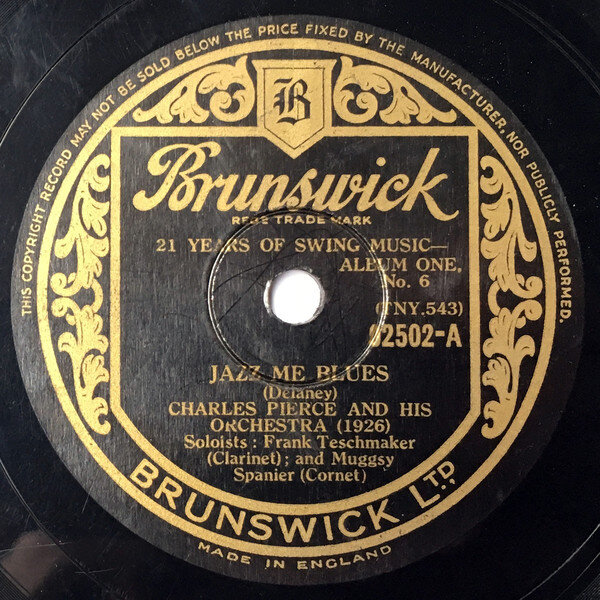 THIS COPYRIGHT RECORD MAY NOT BE SOLD BELOW THE PRICE FIXED BY THE MANUFACTURER, NOR PUBLICLY PERFORMED.
B
Brunswick
REGD TRADE MARK
21 YEARS OF SWING MUSIC—
ALBUM ONE,
No. 6
(FNY.543)
02502-A
JAZZ ME BLUES
(Delaney)
CHARLES PIERCE AND HIS
ORCHESTRA (1926)
Soloists : Frank Teschmaker
(Clarinet) ; and Muggsy
Spanier (Cornet)
BRUNSWICK LTD.,
MADE IN ENGLAND